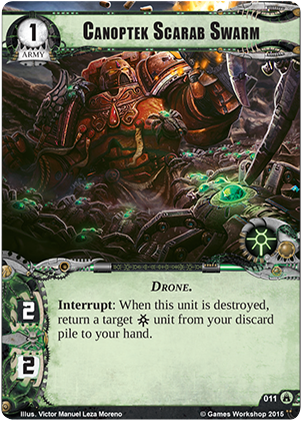 1
ARMY
CANOPTEK SCARAB SWARM
DRONE.
2
Interrupt: When this unit is destroyed,
return a target unit from your discard
pile to your hand.
2
011
Illus. Victor Manuel Leza Moreno
© Games Workshop 2015